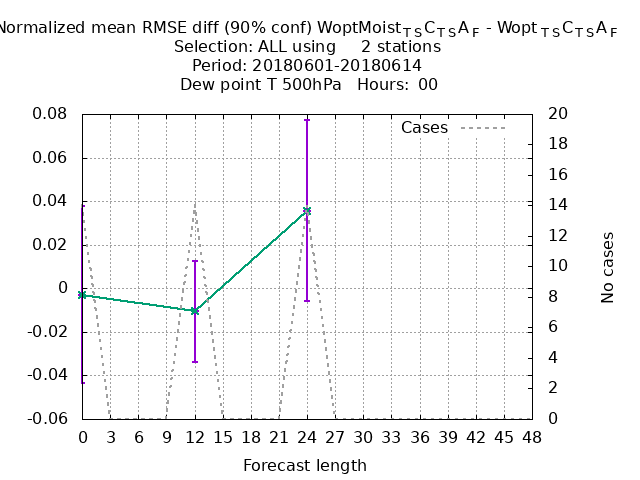 Normalized mean RMSE diff (90% conf) WoptMoist_TSC_TSA_F - Wopt_TSC_TSA_F
Selection: ALL using 2 stations
Period: 20180601-20180614
Dew point T 500hPa Hours: 00
Cases
0.08
0.06
0.04
0.02
0
-0.02
-0.04
-0.06
20
18
16
14
12
10
8
6
4
2
0
No cases
0 3 6 9 12 15 18 21 24 27 30 33 36 39 42 45 48
Forecast length